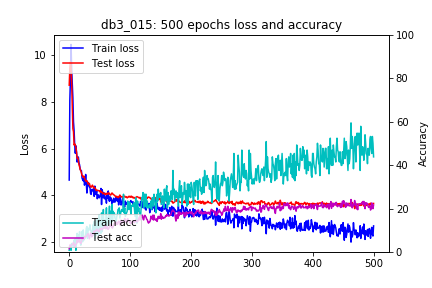 db3_015: 500 epochs loss and accuracy
Train loss
Test loss
Train acc
Test acc
Loss
10
8
6
4
2
0
100
200
300
400
500
100
80
60
40
20
0
Accuracy